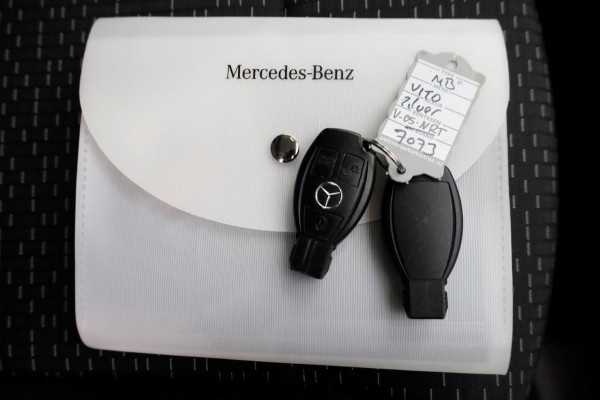 Mercedes-Benz
MB
VITO
Zilver
V-05-NRT
7073